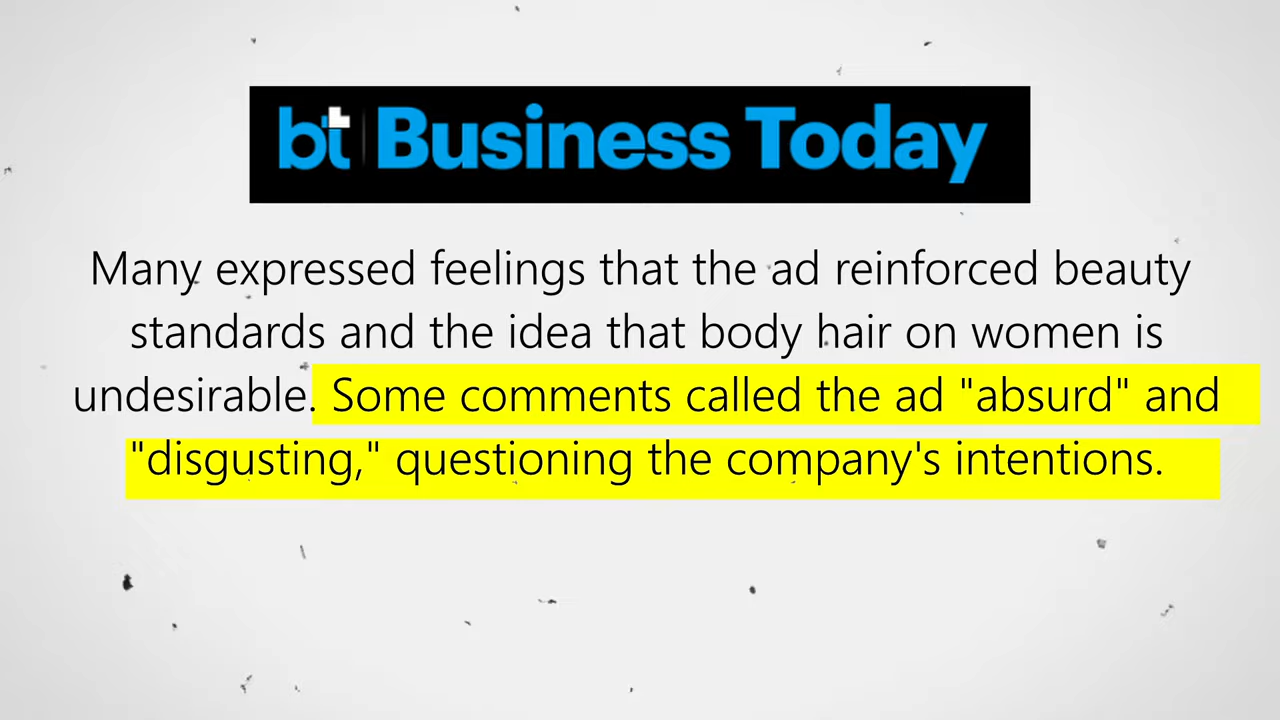 bt Business Today
Many expressed feelings that the ad reinforced beauty
standards and the idea that body hair on women is
undesirable. Some comments called the ad "absurd" and
"disgusting," questioning the company's intentions.